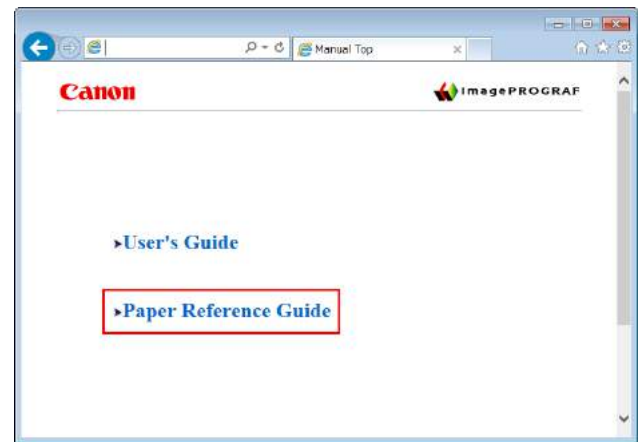 Manual Top
Canon
imagePROGRAF
User's Guide
Paper Reference Guide